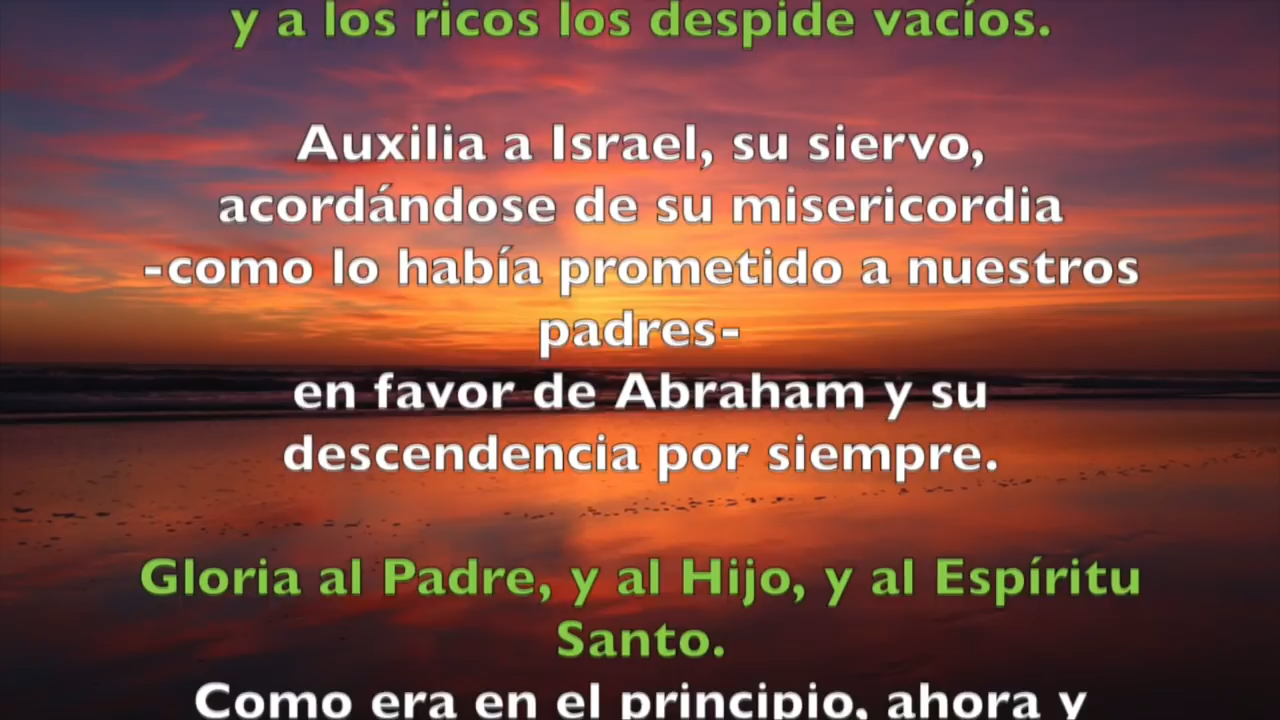 y a los ricos los despide vacíos.
Auxilia a Israel, su siervo,
acordándose de su misericordia
-como lo había prometido a nuestros
padres-
en favor de Abraham y su
descendencia por siempre.
Gloria al Padre, y al Hijo, y al Espíritu
Santo.
Como era en el principio, ahora y